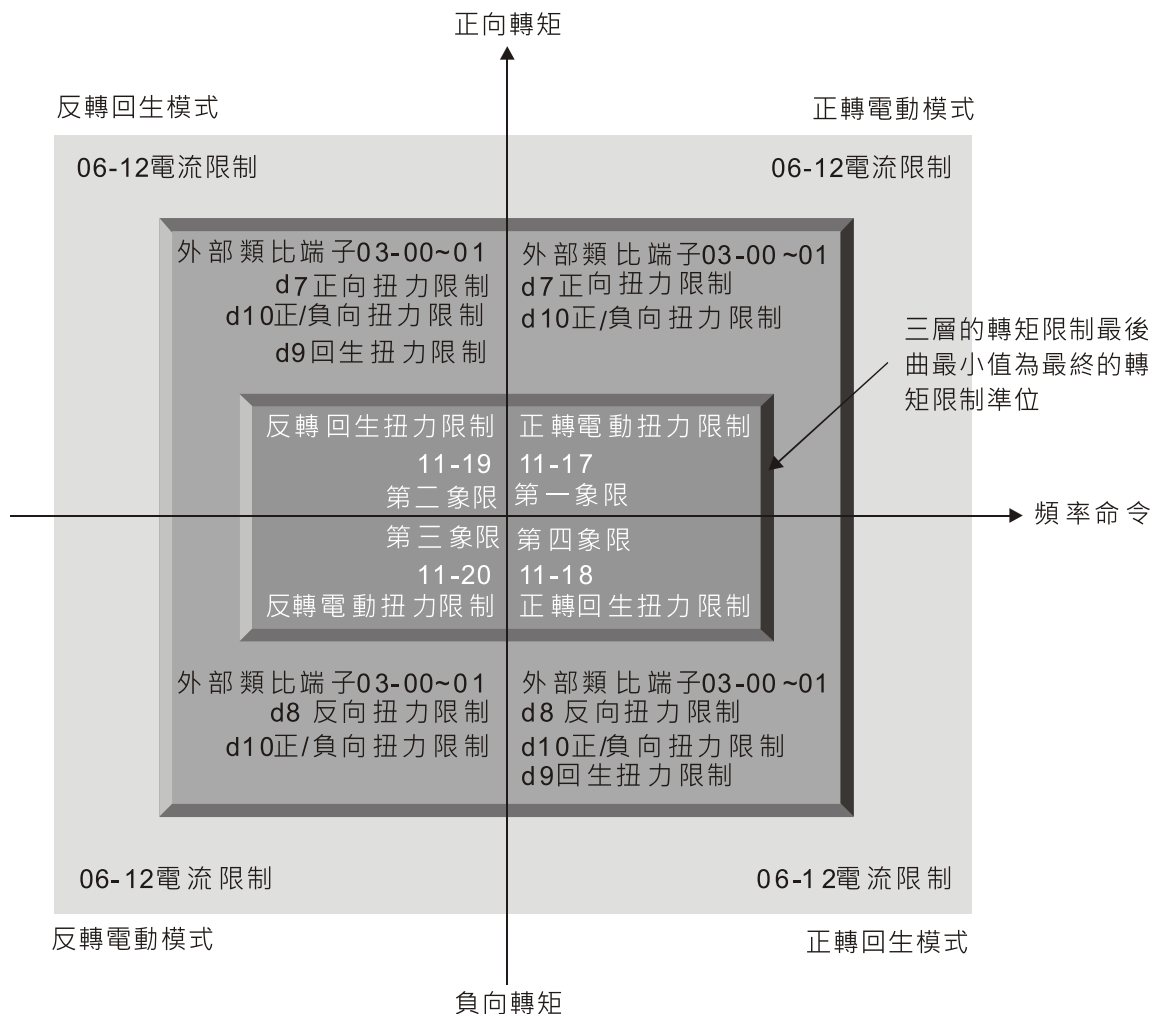 正向轉矩
反轉回生模式
正轉電動模式
06-12電流限制
06-12電流限制
外部類比端子03-00~01
d7正向扭力限制
d10正/負向扭力限制
d9回生扭力限制
外部類比端子03-00~01
d7正向扭力限制
d10正/負向扭力限制
三層的轉矩限制最後
曲最小值為最終的轉
矩限制準位
反轉回生扭力限制
11-19
第二象限
正轉電動扭力限制
11-17
第一象限
頻率命令
第三象限
11-20
反轉電動扭力限制
第四象限
11-18
正轉回生扭力限制
外部類比端子03-00~01
d8 反向扭力限制
d10正/負向扭力限制
外部類比端子03-00~01
d8 反向扭力限制
d10正/負向扭力限制
d9回生扭力限制
06-12電流限制
06-12電流限制
反轉電動模式
正轉回生模式
負向轉矩